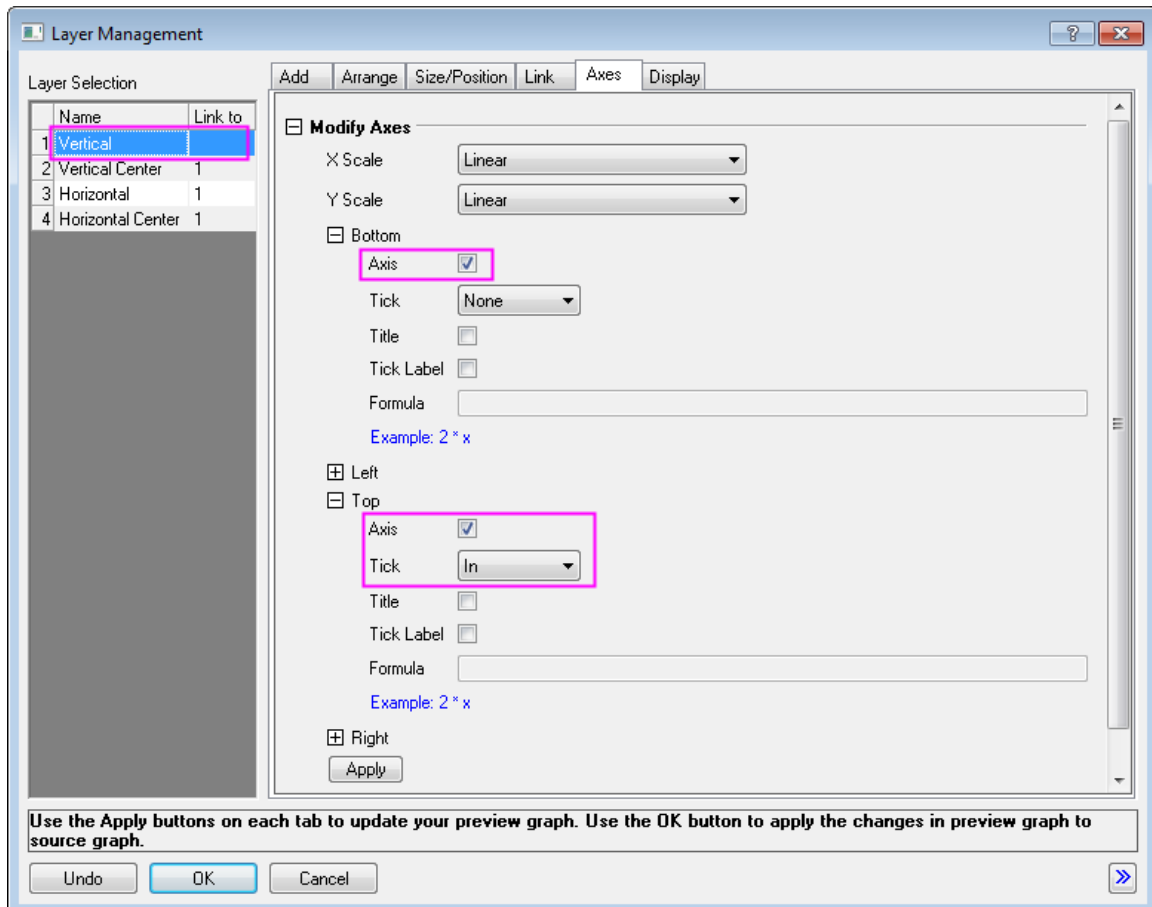 Layer Management
Layer Selection
Name Link to
1 Vertical
2 Vertical Center 1
3 Horizontal 1
4 Horizontal Center 1
Add Arrange Size/Position Link Axes Display
Modify Axes
X Scale Linear
Y Scale Linear
Bottom
Axis
Tick None
Title
Tick Label
Formula
Example: 2 * x
Left
Top
Axis
Tick In
Title
Tick Label
Formula
Example: 2 * x
Right
Apply
Use the Apply buttons on each tab to update your preview graph. Use the OK button to apply the changes in preview graph to
source graph.
Undo OK Cancel